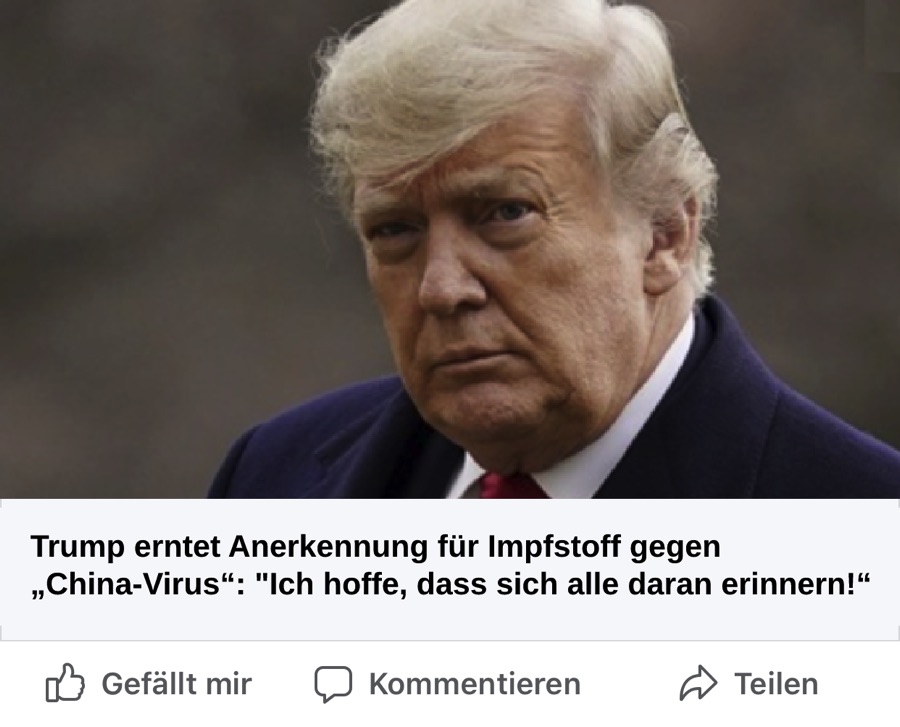 Trump erntet Anerkennung für Impfstoff gegen
„China-Virus“: "Ich hoffe, dass sich alle daran erinnern!“
Gefällt mir
Kommentieren
Teilen